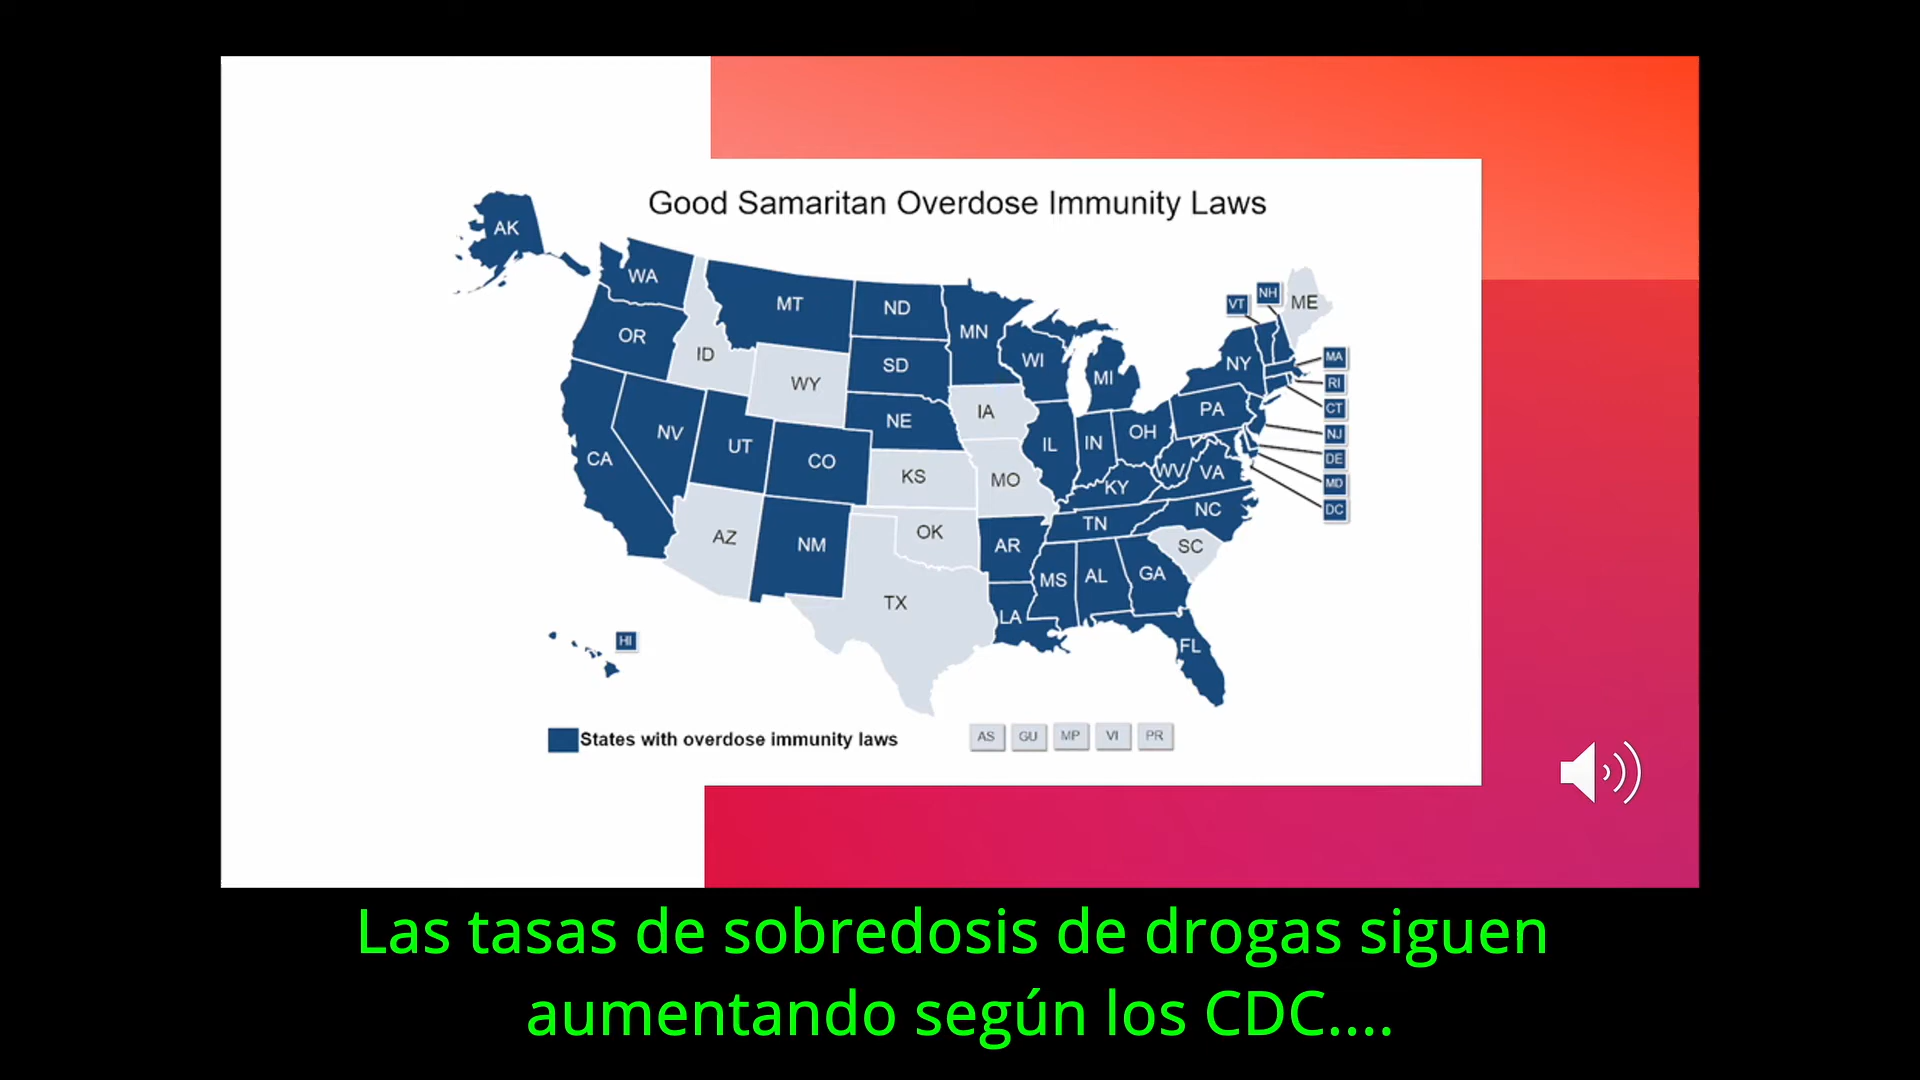 Good Samaritan Overdose Immunity Laws
AK
WA
MT
ND
MN
VT
NH
ME
OR
ID
WY
SD
WI
MI
NY
MA
RI
CT
NJ
DE
MD
DC
NV
UT
CO
NE
IA
IL
IN
OH
PA
CA
KS
MO
KY
WV
VA
AZ
NM
OK
AR
TN
NC
SC
TX
LA
MS
AL
GA
FL
HI
States with overdose immunity laws
AS GU MP VI PR
Las tasas de sobredosis de drogas siguen
aumentando según los CDC....